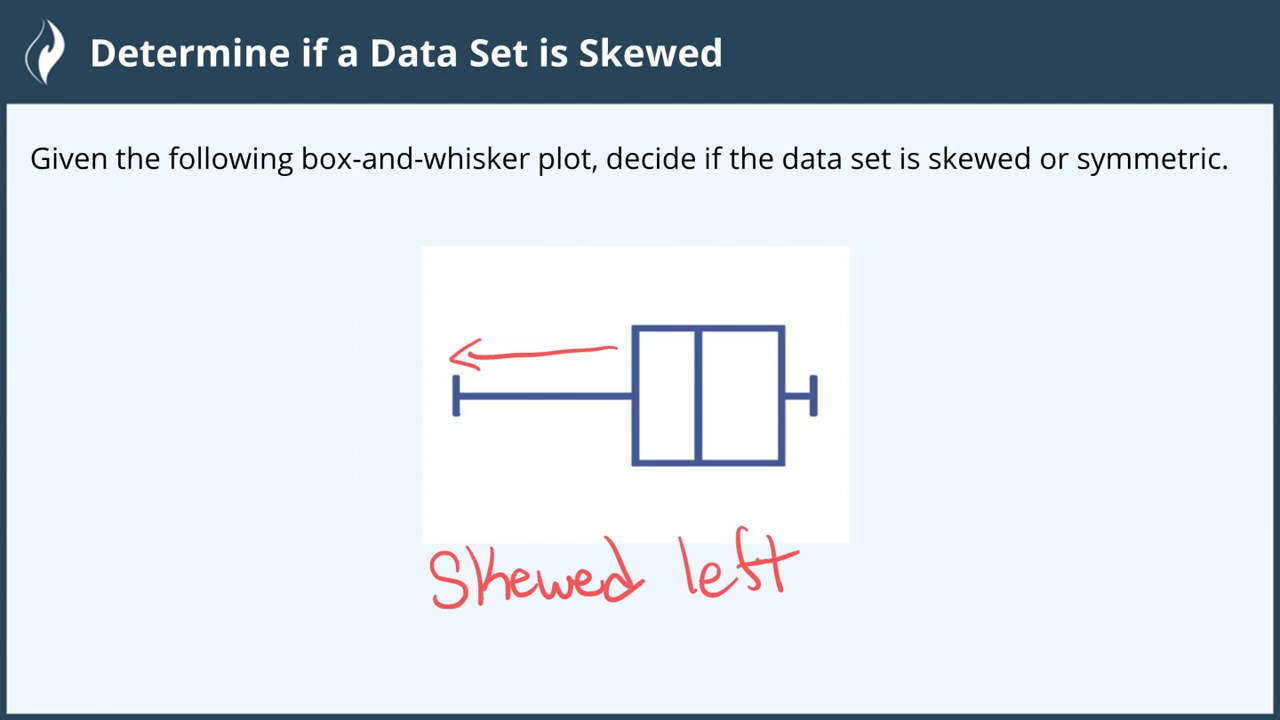 Determine if a Data Set is Skewed
Given the following box-and-whisker plot, decide if the data set is skewed or symmetric.
Skewed left